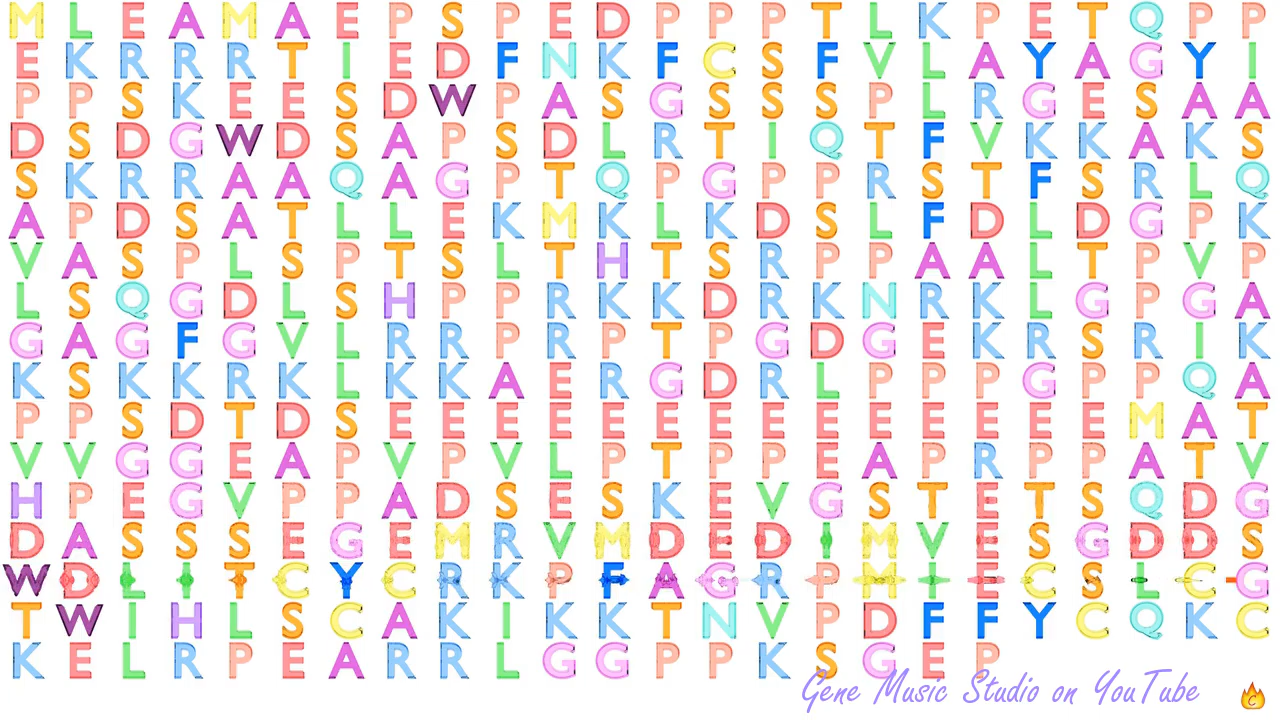 MLEAMAEPSPEDPPPTLKPETQPP
EKRRRTIEDFNKFCSFVLAYAGYI
PPSKEESDWPASGSSSPLRGESAA
DSDGWDSAPSDLRTIQTFVKKAKS
SKRRAAQAGPTQPGPPRSTFSRLQ
APDSATLLEKMKLKDSLFDLDGPK
VASPLSPTSLTHTSRPPAALTPVP
LSQGDLSHPPRKKDRKNRKLGPGA
GAGFGVLRRPRPTPGDGEKRSRIK
KSKKRKLKKAERGDRLPPPGPPQA
PPSDTDSEEEEEEEEEEEEEEMAT
VVGGEAPVPVLPTPPEAPRPPATV
HPEGVPPADSESKEVGSTETSQDG
DASSSEGEMRVMDEDIMVESGDDS
WDLITCYCRKPFAGRPMIECSLCG
TWIHLSCAKIKKTNVPDFFYCQKC
KELRPEARRLGGPPKSGEP
Gene Music Studio on YouTube
C